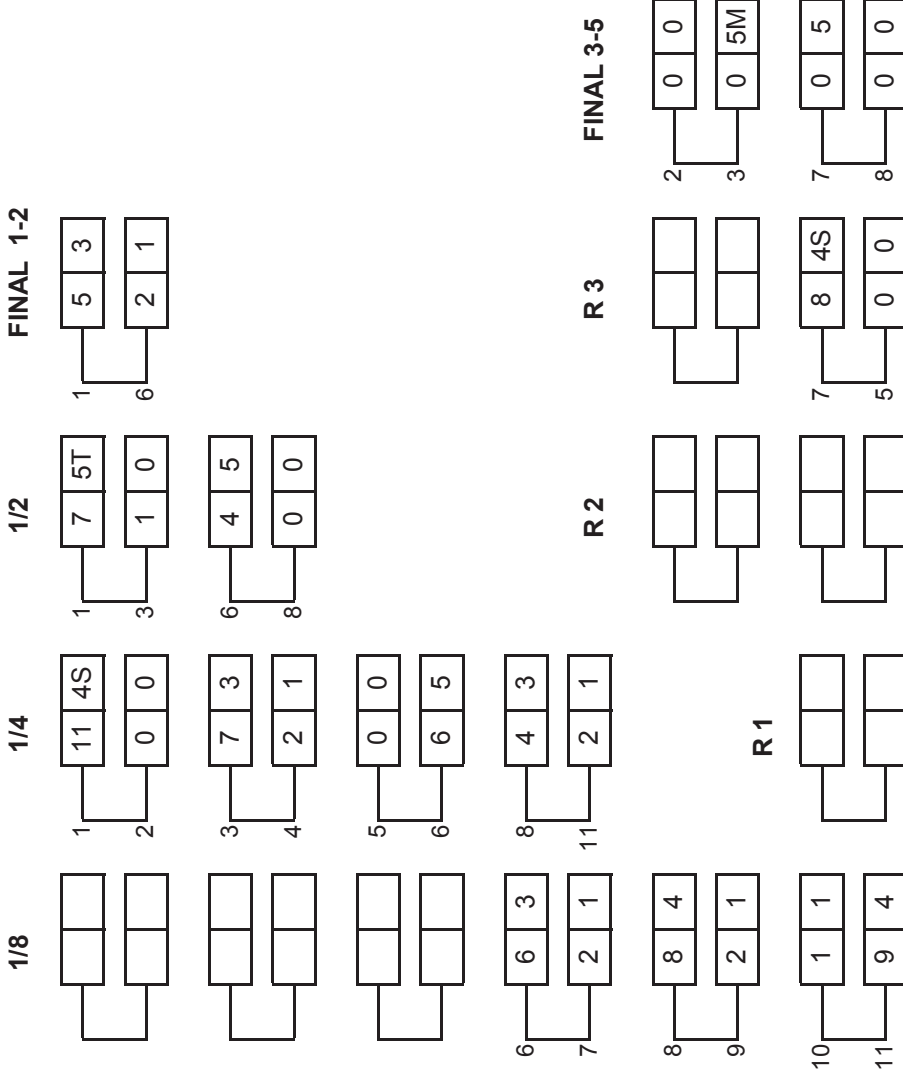 1/8 1/4 1/2 FINAL 1-2
1 11 4S 1 7 5T 1 5 3
2 0 0 3 1 0 6 2 1
3 7 3 6 4 5
4 2 1 8 0 0
5 0 0
6 6 5
6 6 3 8 4 3
7 2 1 11 2 1
R 2 R 3 FINAL 3-5
8 8 4 2 0 0
9 2 1 3 0 5M
R 1
10 1 1 7 8 4S 7 0 5
11 9 4 5 0 0 8 0 0